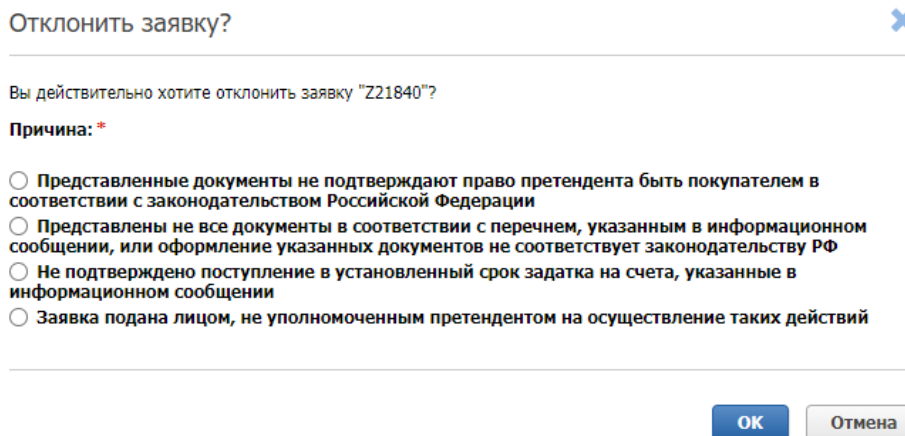 Отклонить заявку?
Вы действительно хотите отклонить заявку "Z21840"?
Причина: *
Представленные документы не подтверждают право претендента быть покупателем в
соответствии с законодательством Российской Федерации
Представлены не все документы в соответствии с перечнем, указанным в информационном
сообщении, или оформление указанных документов не соответствует законодательству РФ
Не подтверждено поступление в установленный срок задатка на счета, указанные в
информационном сообщении
Заявка подана лицом, не уполномоченным претендентом на осуществление таких действий
ОК Отмена